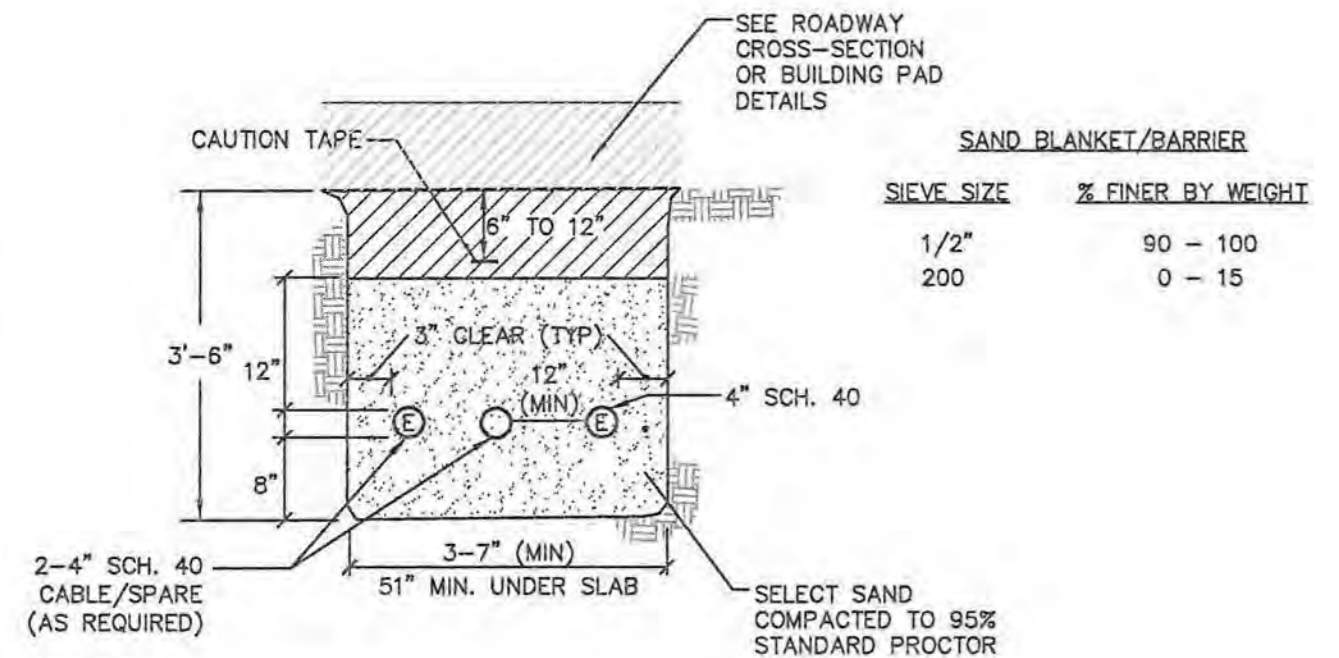 SEE ROADWAY
CROSS-SECTION
OR BUILDING PAD
DETAILS
CAUTION TAPE
SAND BLANKET/BARRIER
SIEVE SIZE % FINER BY WEIGHT
1/2" 90 - 100
200 0 - 15
6" TO 12"
3'-6"
12"
8"
3" CLEAR (TYP)
12"
(MIN)
4" SCH. 40
E
E
2-4" SCH. 40
CABLE/SPARE
(AS REQUIRED)
3-7" (MIN)
51" MIN. UNDER SLAB
SELECT SAND
COMPACTED TO 95%
STANDARD PROCTOR